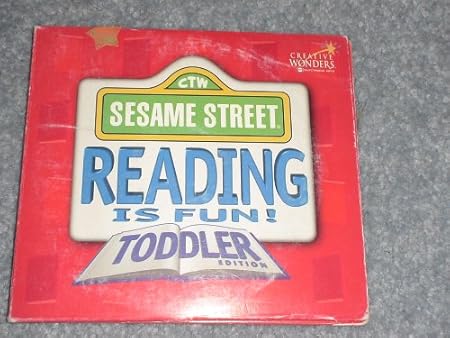 CREATIVE
WONDERS
CTW
SESAME STREET
READING
IS FUN!
TODDLER
EDITION